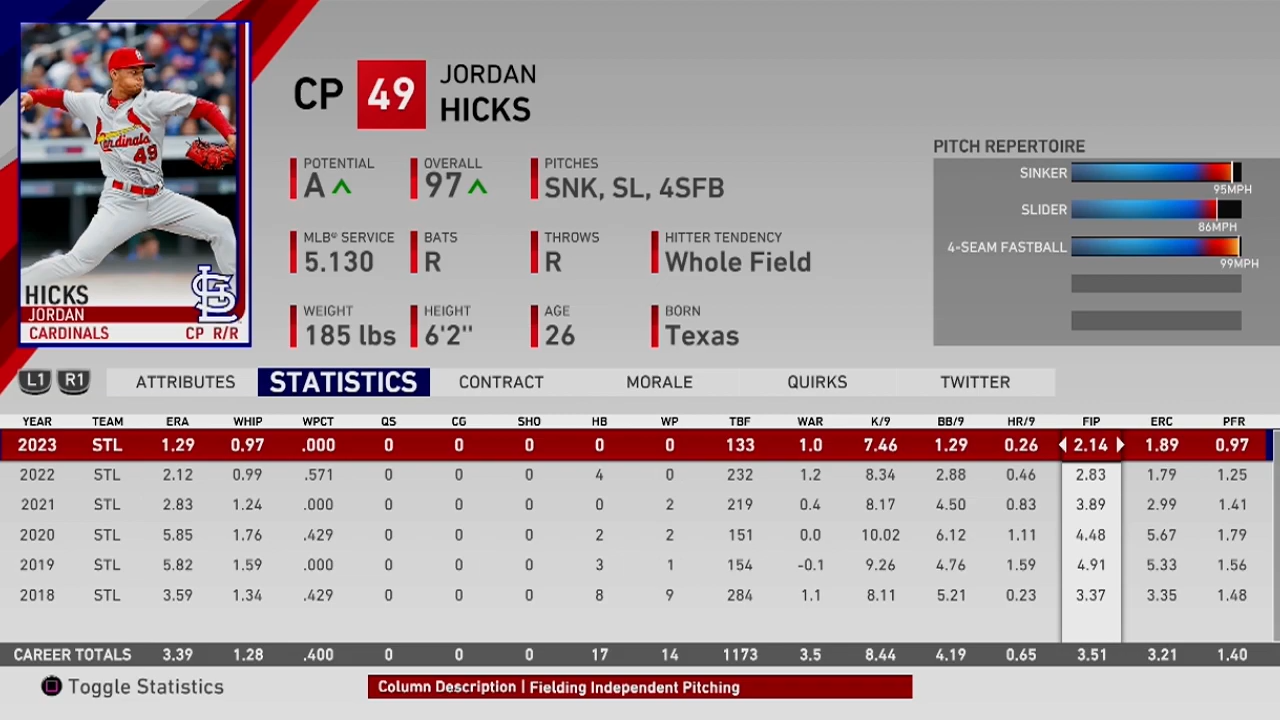 Cardinals
49
HICKS
JORDAN
CARDINALS CP R/R
STL
CP 49 JORDAN HICKS
POTENTIAL OVERALL PITCHES
A 97 SNK, SL, 4SFB
MLB® SERVICE BATS THROWS HITTER TENDENCY
5.130 R R Whole Field
WEIGHT HEIGHT AGE BORN
185 lbs 6'2" 26 Texas
PITCH REPERTOIRE
SINKER
95MPH
SLIDER
86MPH
4-SEAM FASTBALL
99MPH
L1 R1 ATTRIBUTES STATISTICS CONTRACT MORALE QUIRKS TWITTER
YEAR TEAM ERA WHIP WPCT QS CG SHO HB WP TBF WAR K/9 BB/9 HR/9 FIP ERC PFR
2023 STL 1.29 0.97 .000 0 0 0 0 0 133 1.0 7.46 1.29 0.26 2.14 1.89 0.97
2022 STL 2.12 0.99 .571 0 0 0 4 0 232 1.2 8.34 2.88 0.46 2.83 1.79 1.25
2021 STL 2.83 1.24 .000 0 0 0 0 2 219 0.4 8.17 4.50 0.83 3.89 2.99 1.41
2020 STL 5.85 1.76 .429 0 0 0 2 2 151 0.0 10.02 6.12 1.11 4.48 5.67 1.79
2019 STL 5.82 1.59 .000 0 0 0 3 1 154 -0.1 9.26 4.76 1.59 4.91 5.33 1.56
2018 STL 3.59 1.34 .429 0 0 0 8 9 284 1.1 8.11 5.21 0.23 3.37 3.35 1.48
CAREER TOTALS 3.39 1.28 .400 0 0 0 17 14 1173 3.5 8.44 4.19 0.65 3.51 3.21 1.40
Toggle Statistics
Column Description | Fielding Independent Pitching